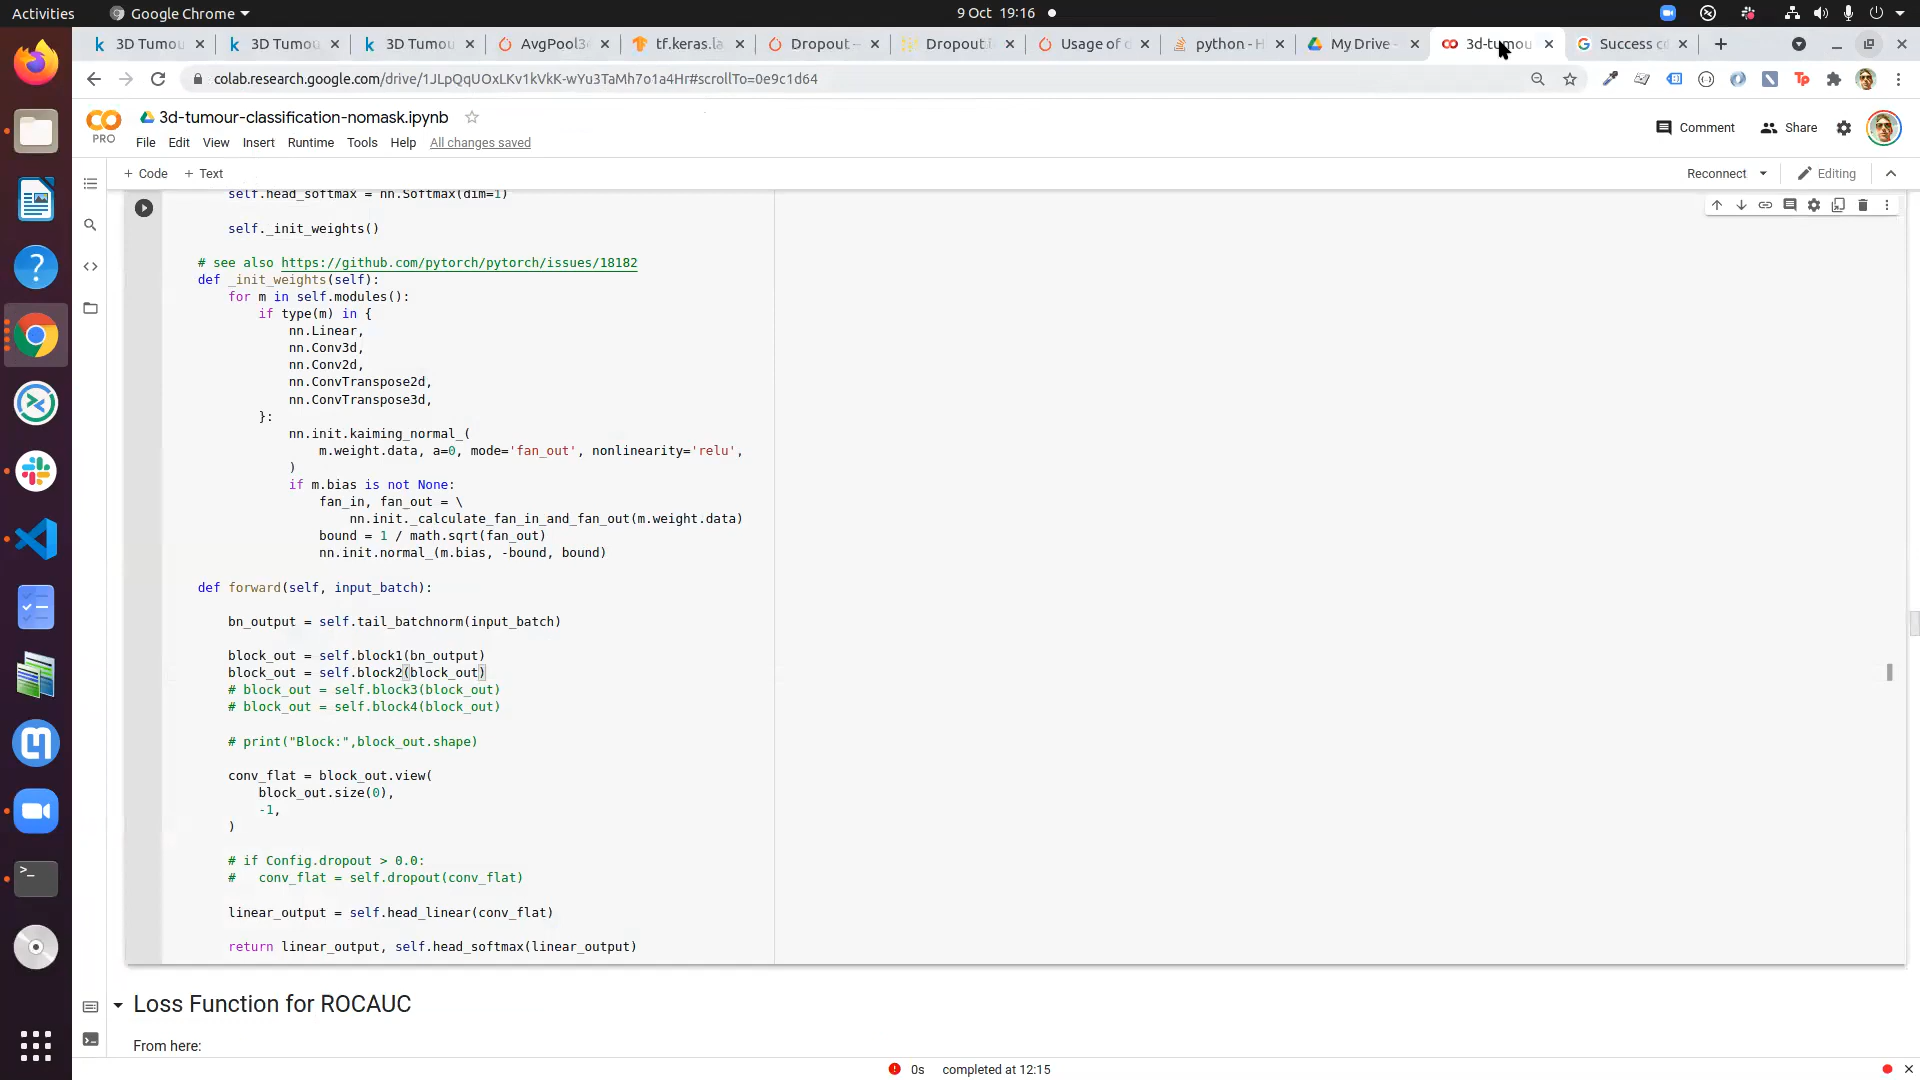 Activities
Google Chrome
9 Oct 19:16
3D Tumou
3D Tumou
3D Tumou
AvgPool3
tf.keras.la
Dropout –
Dropout
Usage of
python - H
My Drive -
3d-tumou
Success co
colab.research.google.com/drive/1JLpQqUOxLKv1kVkK-wYu3TaMh7o1a4Hr#scrollTo=0e9c1d64
PRO
3d-tumour-classification-nomask.ipynb
File Edit View Insert Runtime Tools Help All changes saved
Comment
Share
+ Code + Text
Reconnect
Editing
self.head_softmax = nn.Softmax(dim=1)
self._init_weights()
# see also https://github.com/pytorch/pytorch/issues/18182
def _init_weights(self):
for m in self.modules():
if type(m) in {
nn.Linear,
nn.Conv3d,
nn.Conv2d,
nn.ConvTranspose2d,
nn.ConvTranspose3d,
}:
nn.init.kaiming_normal_(
m.weight.data, a=0, mode='fan_out', nonlinearity='relu',
)
if m.bias is not None:
fan_in, fan_out = \
nn.init._calculate_fan_in_and_fan_out(m.weight.data)
bound = 1 / math.sqrt(fan_out)
nn.init.normal_(m.bias, -bound, bound)
def forward(self, input_batch):
bn_output = self.tail_batchnorm(input_batch)
block_out = self.block1(bn_output)
block_out = self.block2(block_out)
# block_out = self.block3(block_out)
# block_out = self.block4(block_out)
# print("Block:",block_out.shape)
conv_flat = block_out.view(
block_out.size(0),
-1,
)
# if Config.dropout > 0.0:
# conv_flat = self.dropout(conv_flat)
linear_output = self.head_linear(conv_flat)
return linear_output, self.head_softmax(linear_output)
Loss Function for ROCAUC
From here:
0s completed at 12:15